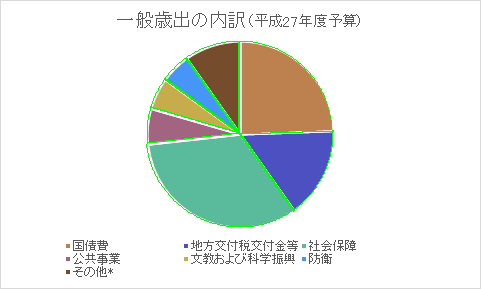 一般歳出の内訳(平成27年度予算)
国債費 地方交付税交付金等 社会保障
公共事業 文教および科学振興 防衛
その他*